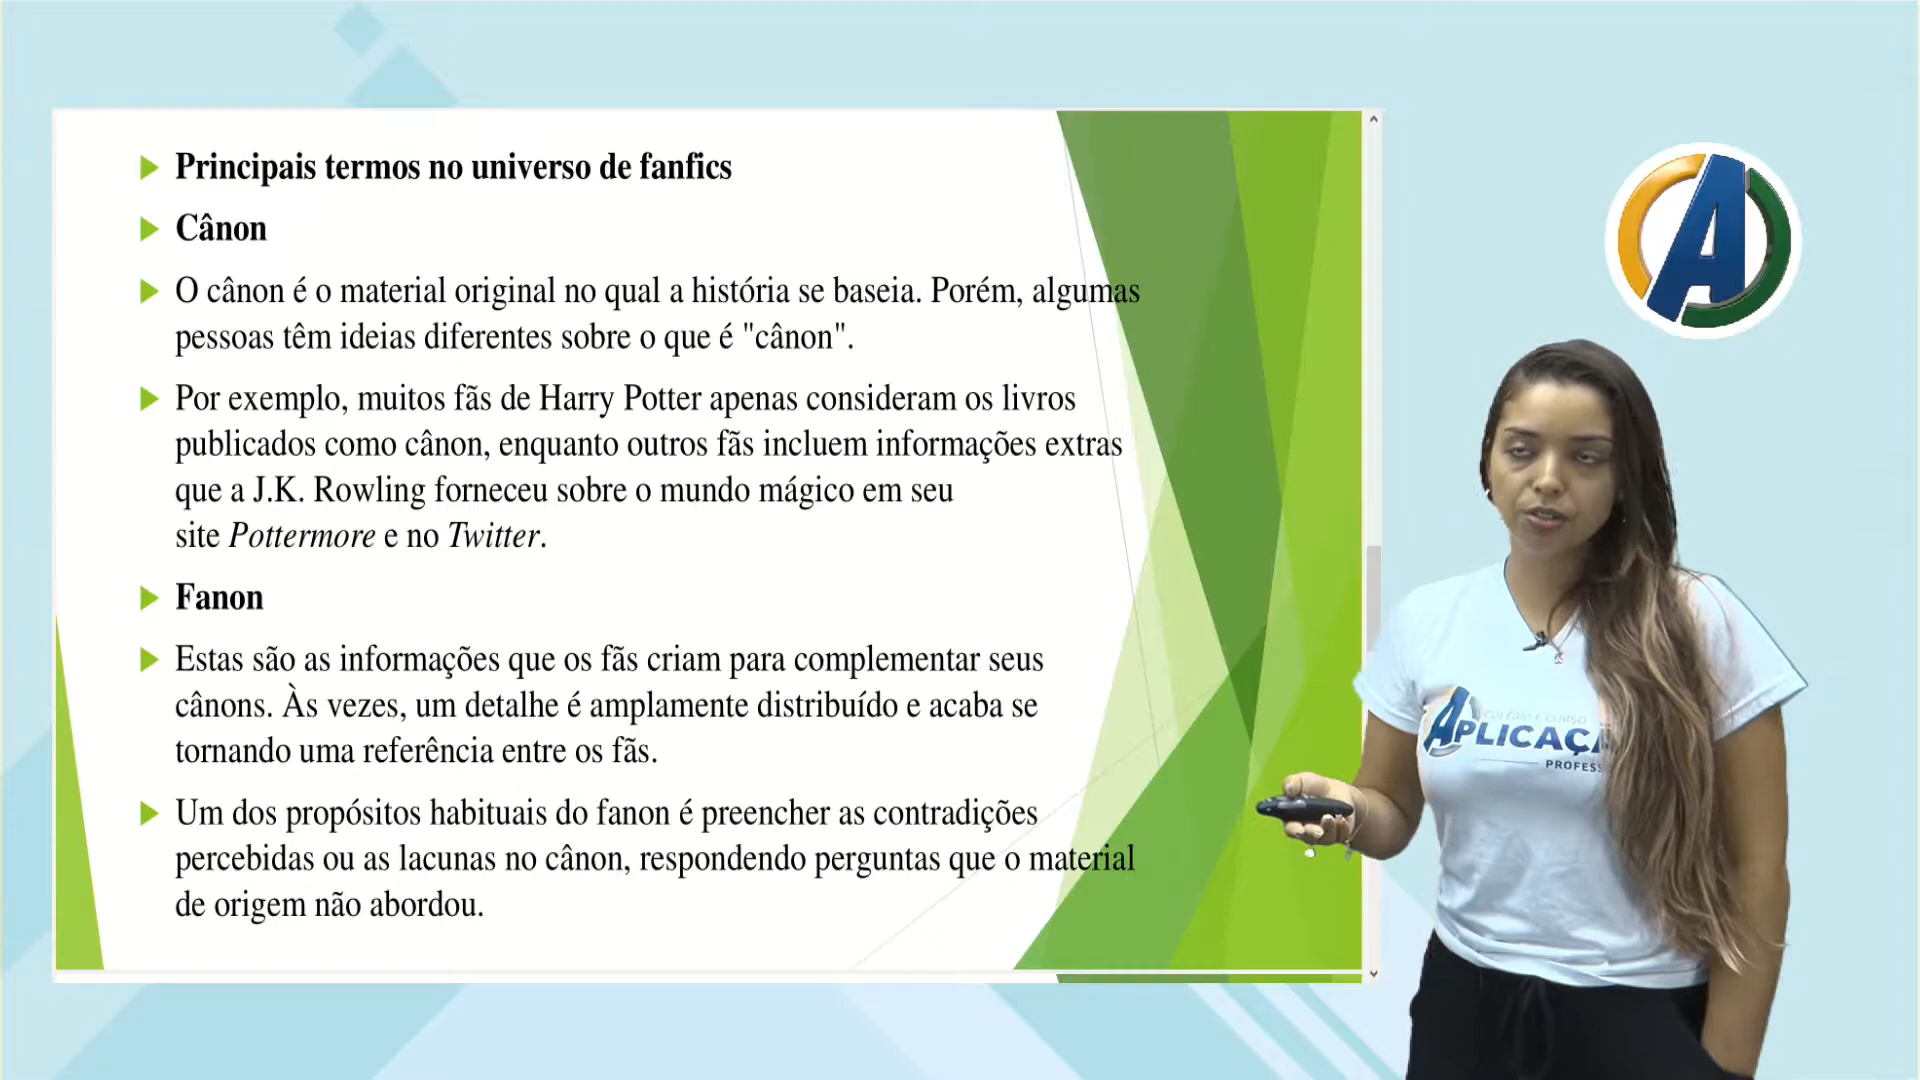 Principais termos no universo de fanfics
Cânon
O cânon é o material original no qual a história se baseia. Porém, algumas
pessoas têm ideias diferentes sobre o que é "cânon".
Por exemplo, muitos fãs de Harry Potter apenas consideram os livros
publicados como cânon, enquanto outros fãs incluem informações extras
que a J.K. Rowling forneceu sobre o mundo mágico em seu
site Pottermore e no Twitter.
Fanon
Estas são as informações que os fãs criam para complementar seus
cânons. Às vezes, um detalhe é amplamente distribuído e acaba se
tornando uma referência entre os fãs.
Um dos propósitos habituais do fanon é preencher as contradições
percebidas ou as lacunas no cânon, respondendo perguntas que o material
de origem não abordou.
A
COLÉGIO E CURSO
APLICAÇÃ
PROFESS